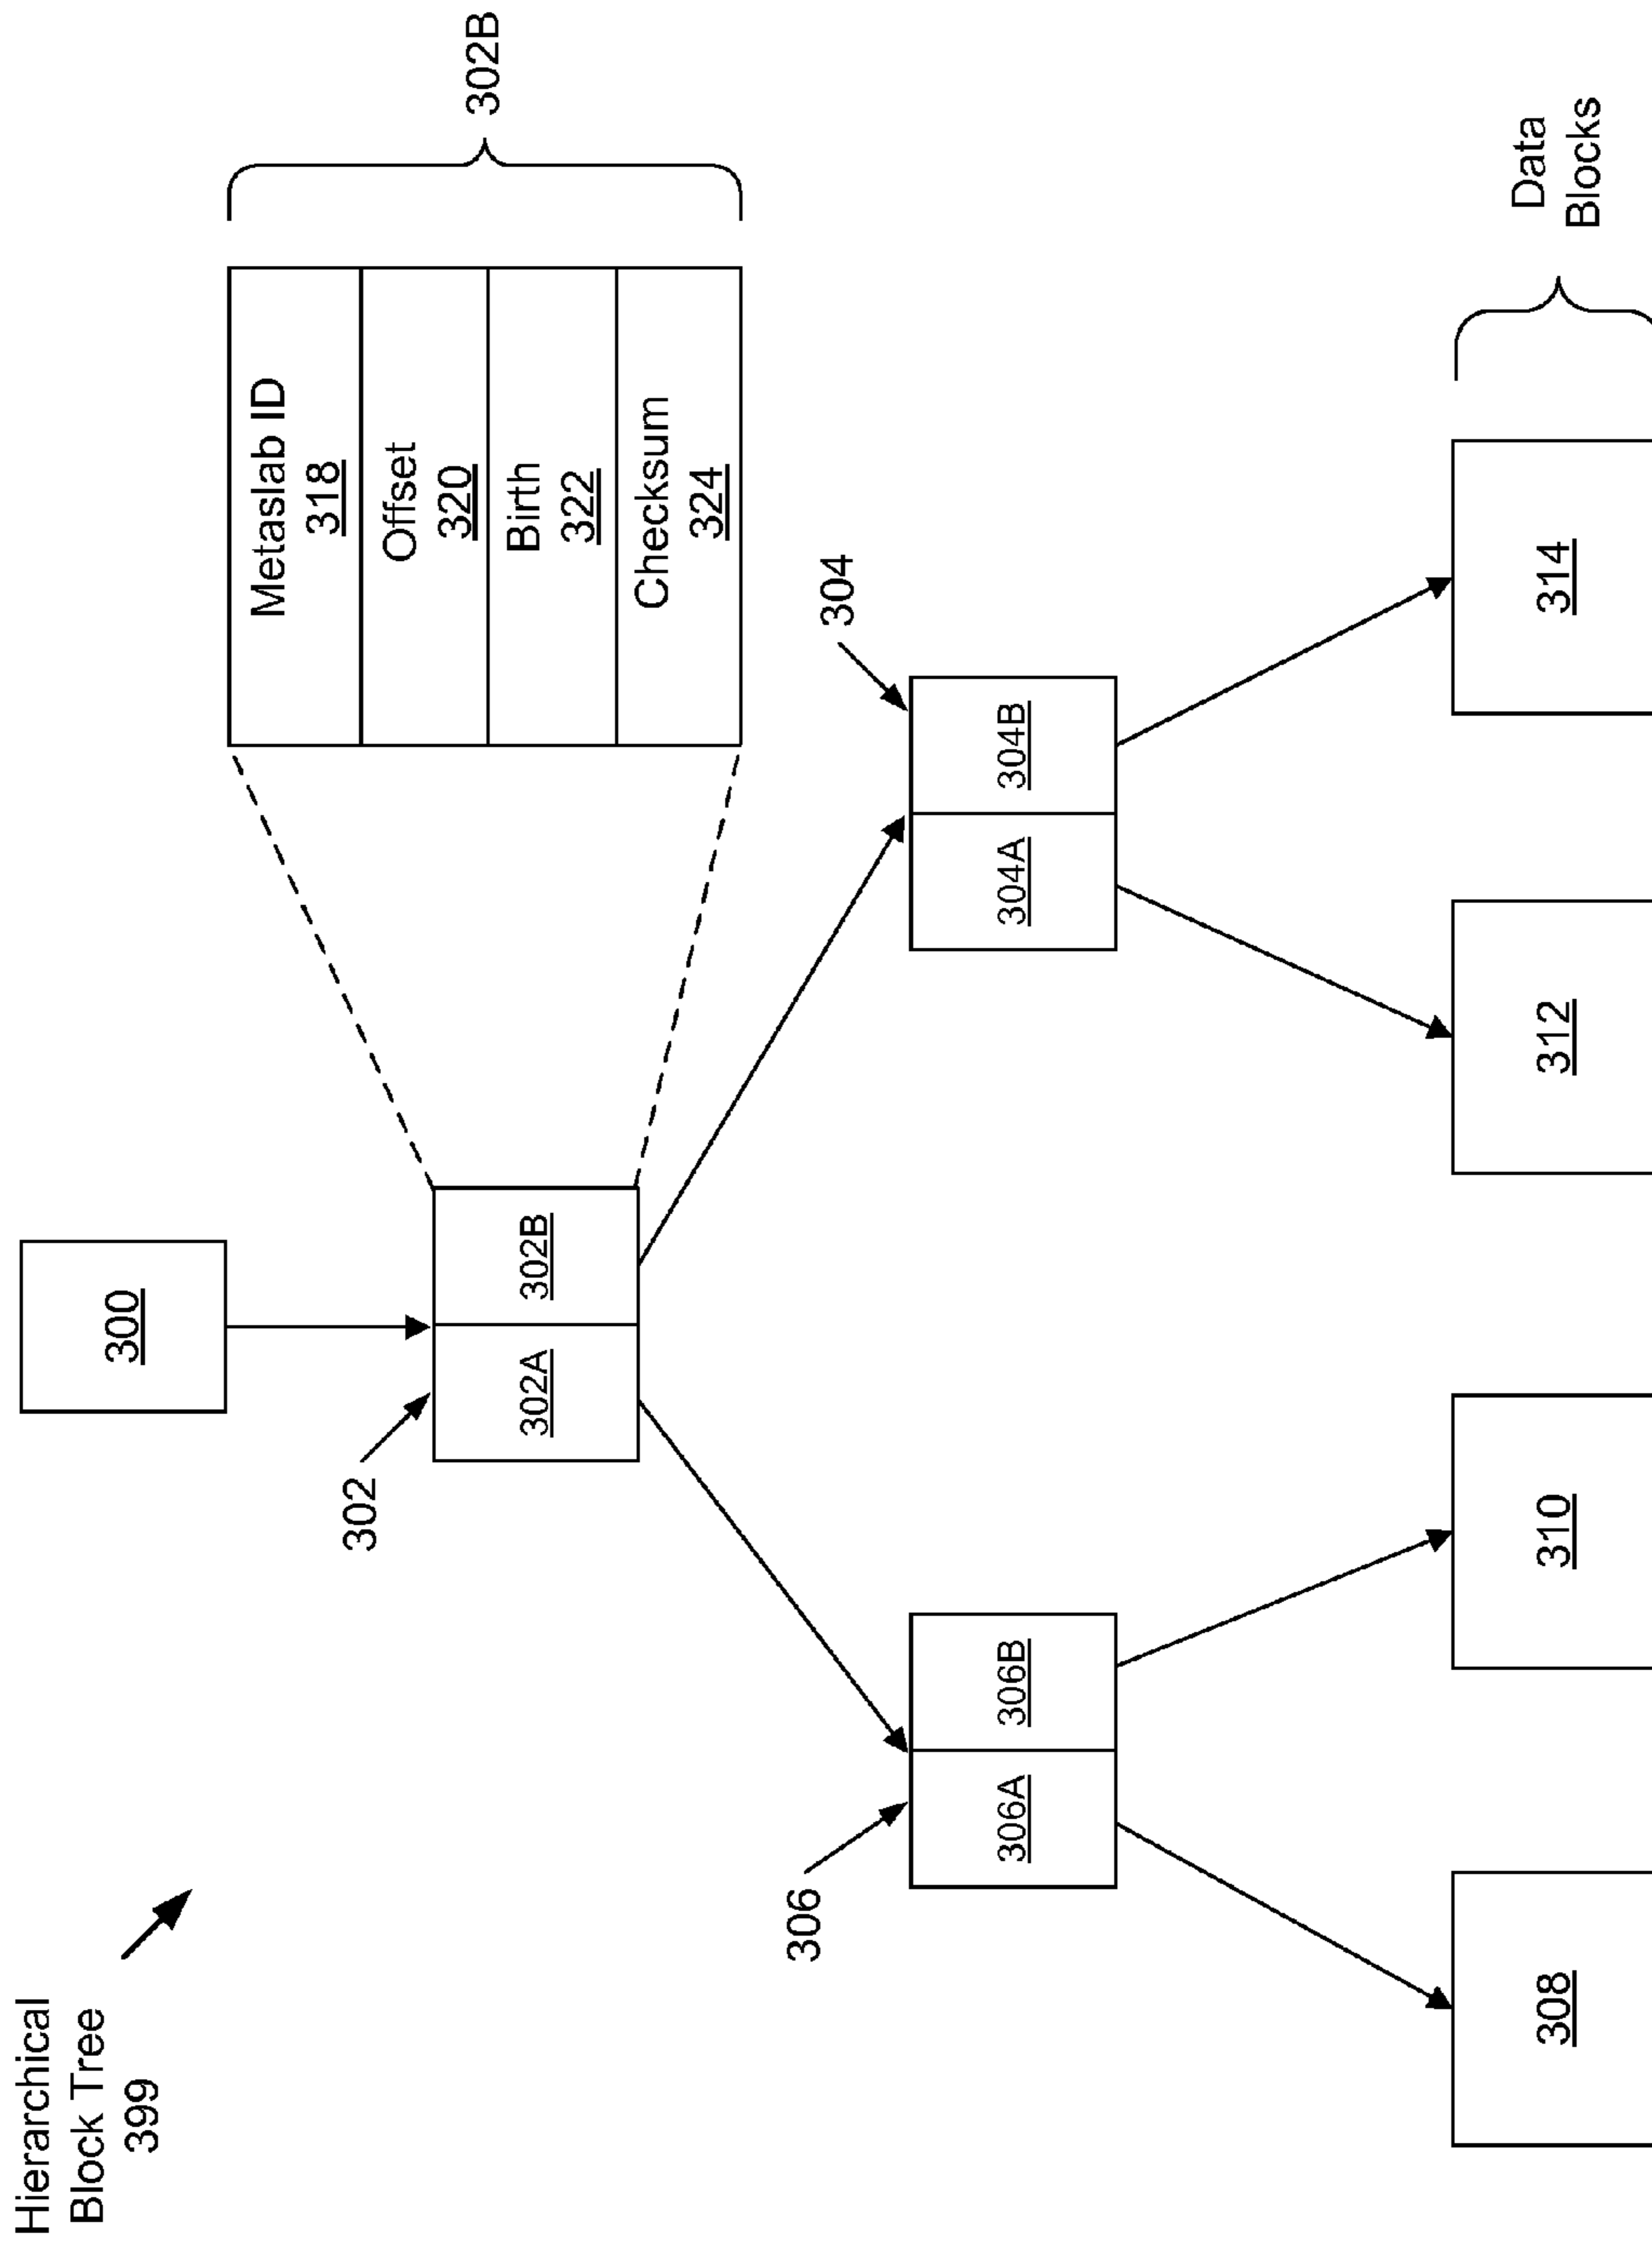 Hierarchical
Block Tree
399
300
302
302A
302B
Metaslab ID
318
Offset
320
Birth
322
Checksum
324
302B
306
306A
306B
304
304A
304B
308
310
312
314
Data
Blocks